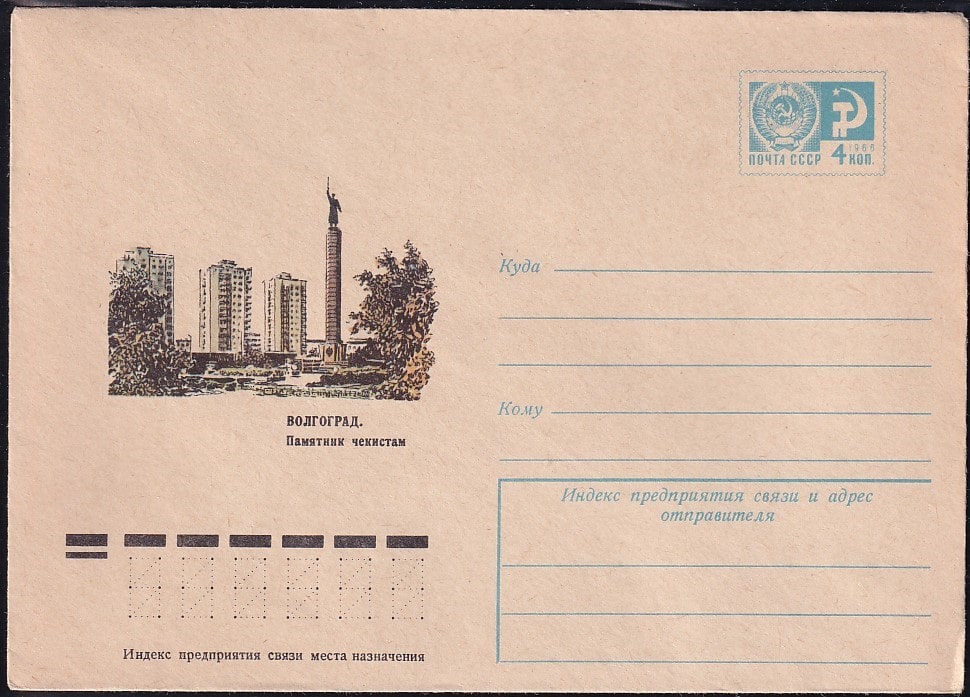 ПОЧТА СССР
4
1966
КОП.
ВОЛГОГРАД.
Памятник чекистам
Куда
Кому
Индекс предприятия связи и адрес
отправителя
Индекс предприятия связи места назначения